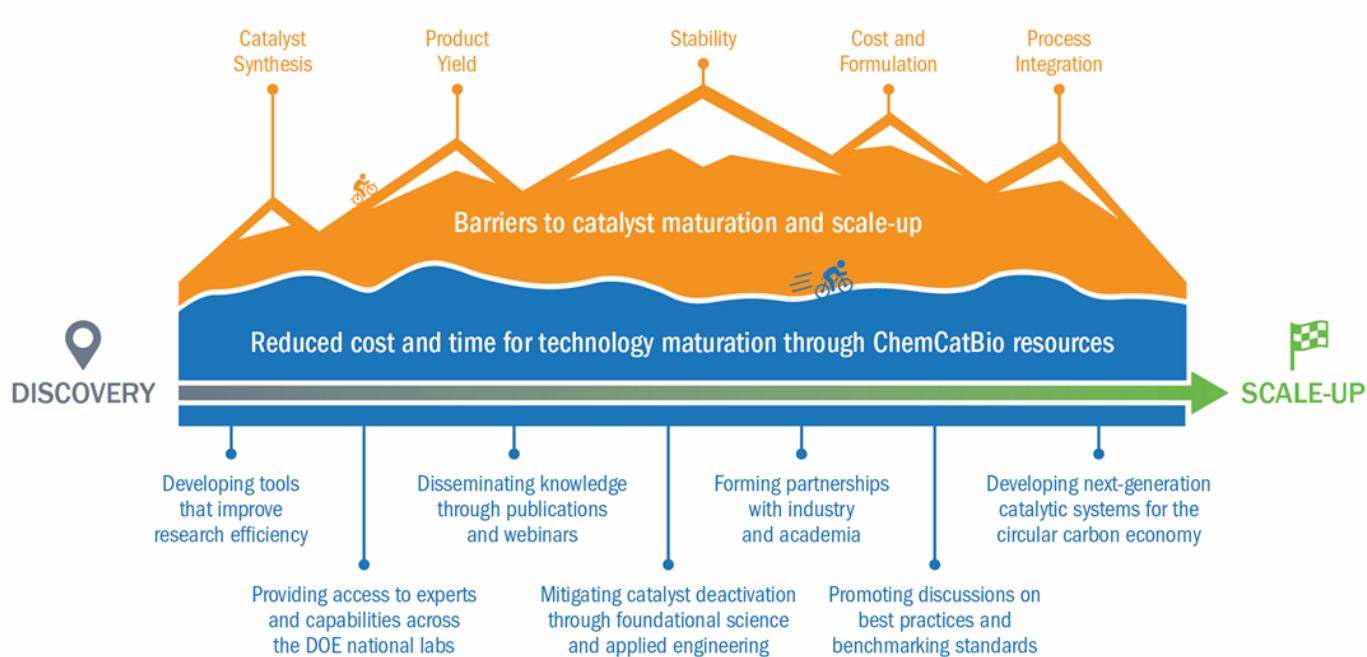 Catalyst
Synthesis
Product
Yield
Stability
Cost and
Formulation
Process
Integration
Barriers to catalyst maturation and scale-up
Reduced cost and time for technology maturation through ChemCatBio resources
DISCOVERY
SCALE-UP
Developing tools
that improve
research efficiency
Disseminating knowledge
through publications
and webinars
Forming partnerships
with industry
and academia
Developing next-generation
catalytic systems for the
circular carbon economy
Providing access to experts
and capabilities across
the DOE national labs
Mitigating catalyst deactivation
through foundational science
and applied engineering
Promoting discussions on
best practices and
benchmarking standards